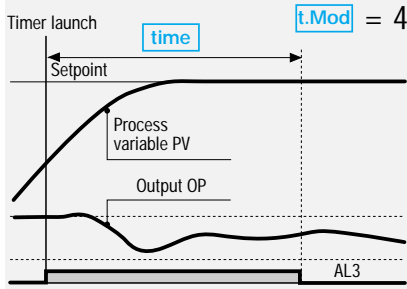 Timer launch
t.Mod = 4
time
Setpoint
Process
variable PV
Output OP
AL3